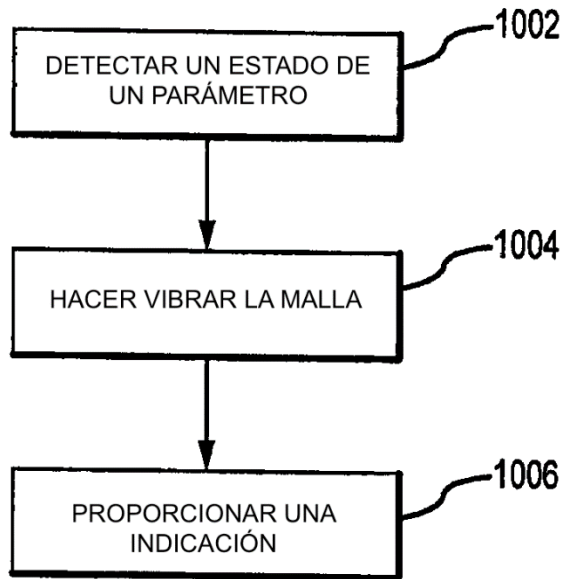 1002
DETECTAR UN ESTADO DE
UN PARÁMETRO
1004
HACER VIBRAR LA MALLA
1006
PROPORCIONAR UNA
INDICACIÓN